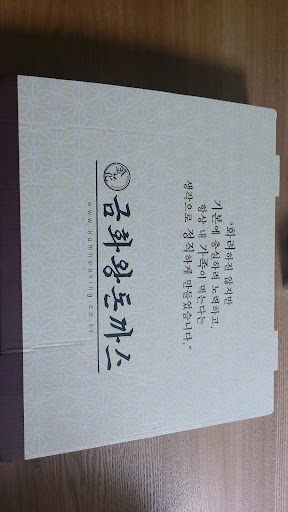 "화려하진 않지만
기본에 충실하려 노력하고,
항상 내 가족이 먹는다는
생각으로 정직하게 만들었습니다."
금화왕돈까스
www.kumhwaking.co.kr